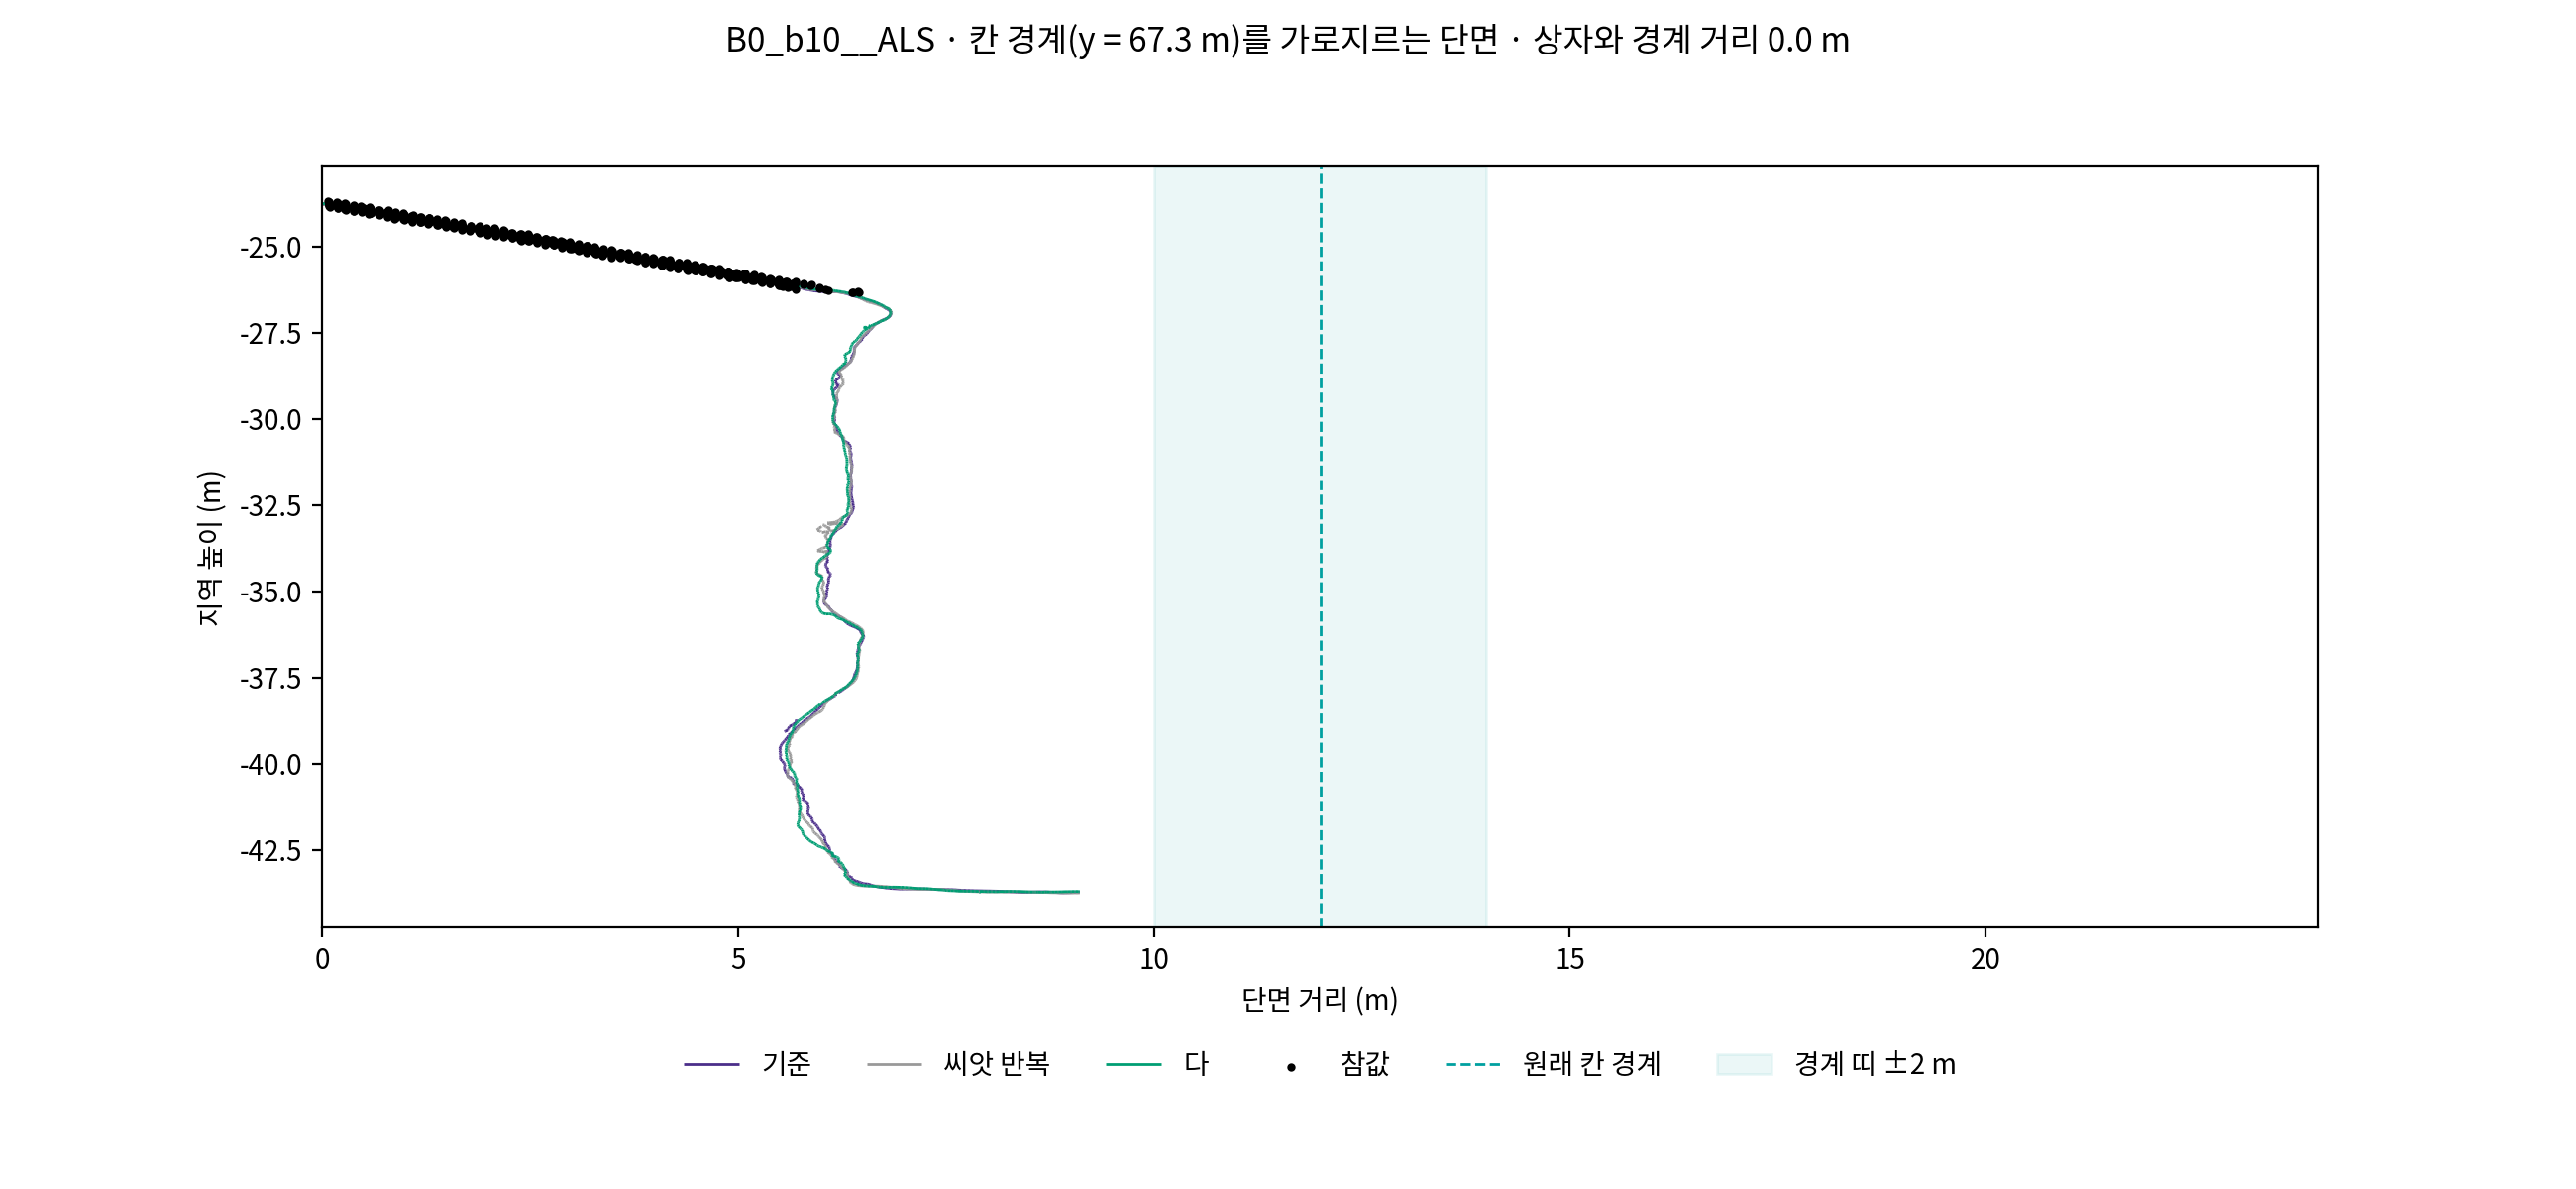 B0_b10__ALS · 칸 경계(y = 67.3 m)를 가로지르는 단면 · 상자와 경계 거리 0.0 m
지역 높이 (m)
-25.0
-27.5
-30.0
-32.5
-35.0
-37.5
-40.0
-42.5
0 5 10 15 20
단면 거리 (m)
기준 씨앗 반복 다 참값 원래 칸 경계 경계 띠 ±2 m